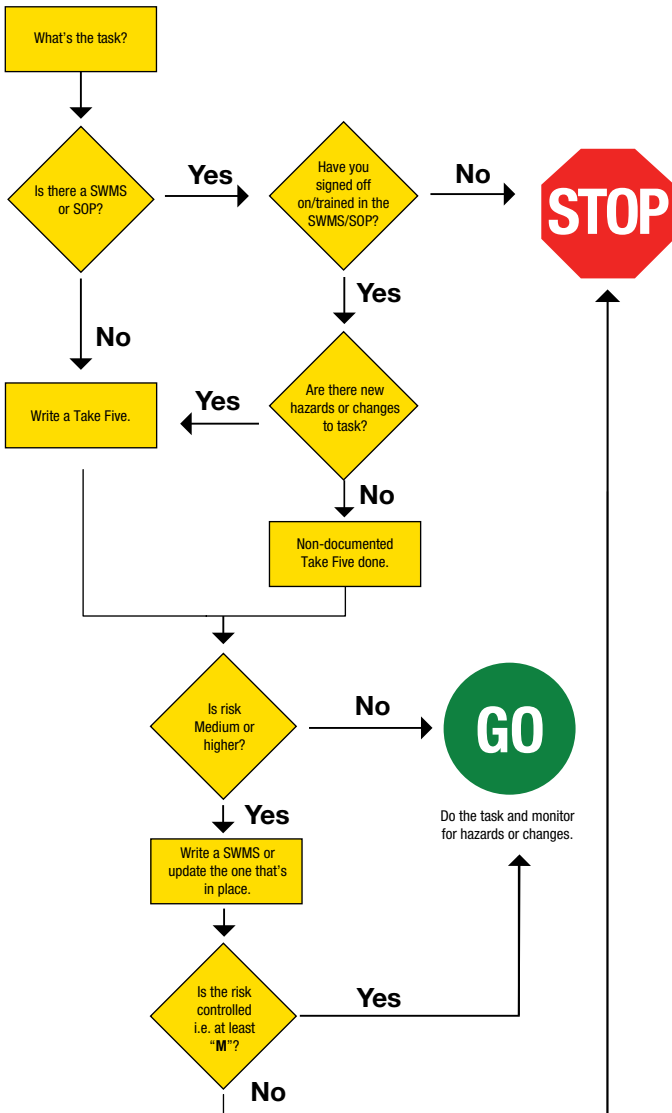 What's the task?
Is there a SWMS
or SOP?
Yes
Have you
signed off
on/trained in the
SWMS/SOP?
No
STOP
Yes
No
Write a Take Five.
Yes
Are there new
hazards or changes
to task?
No
Non-documented
Take Five done.
Is risk
Medium or
higher?
No
GO
Do the task and monitor
for hazards or changes.
Yes
Write a SWMS or
update the one that's
in place.
Is the risk
controlled
i.e. at least
“M”?
Yes
No